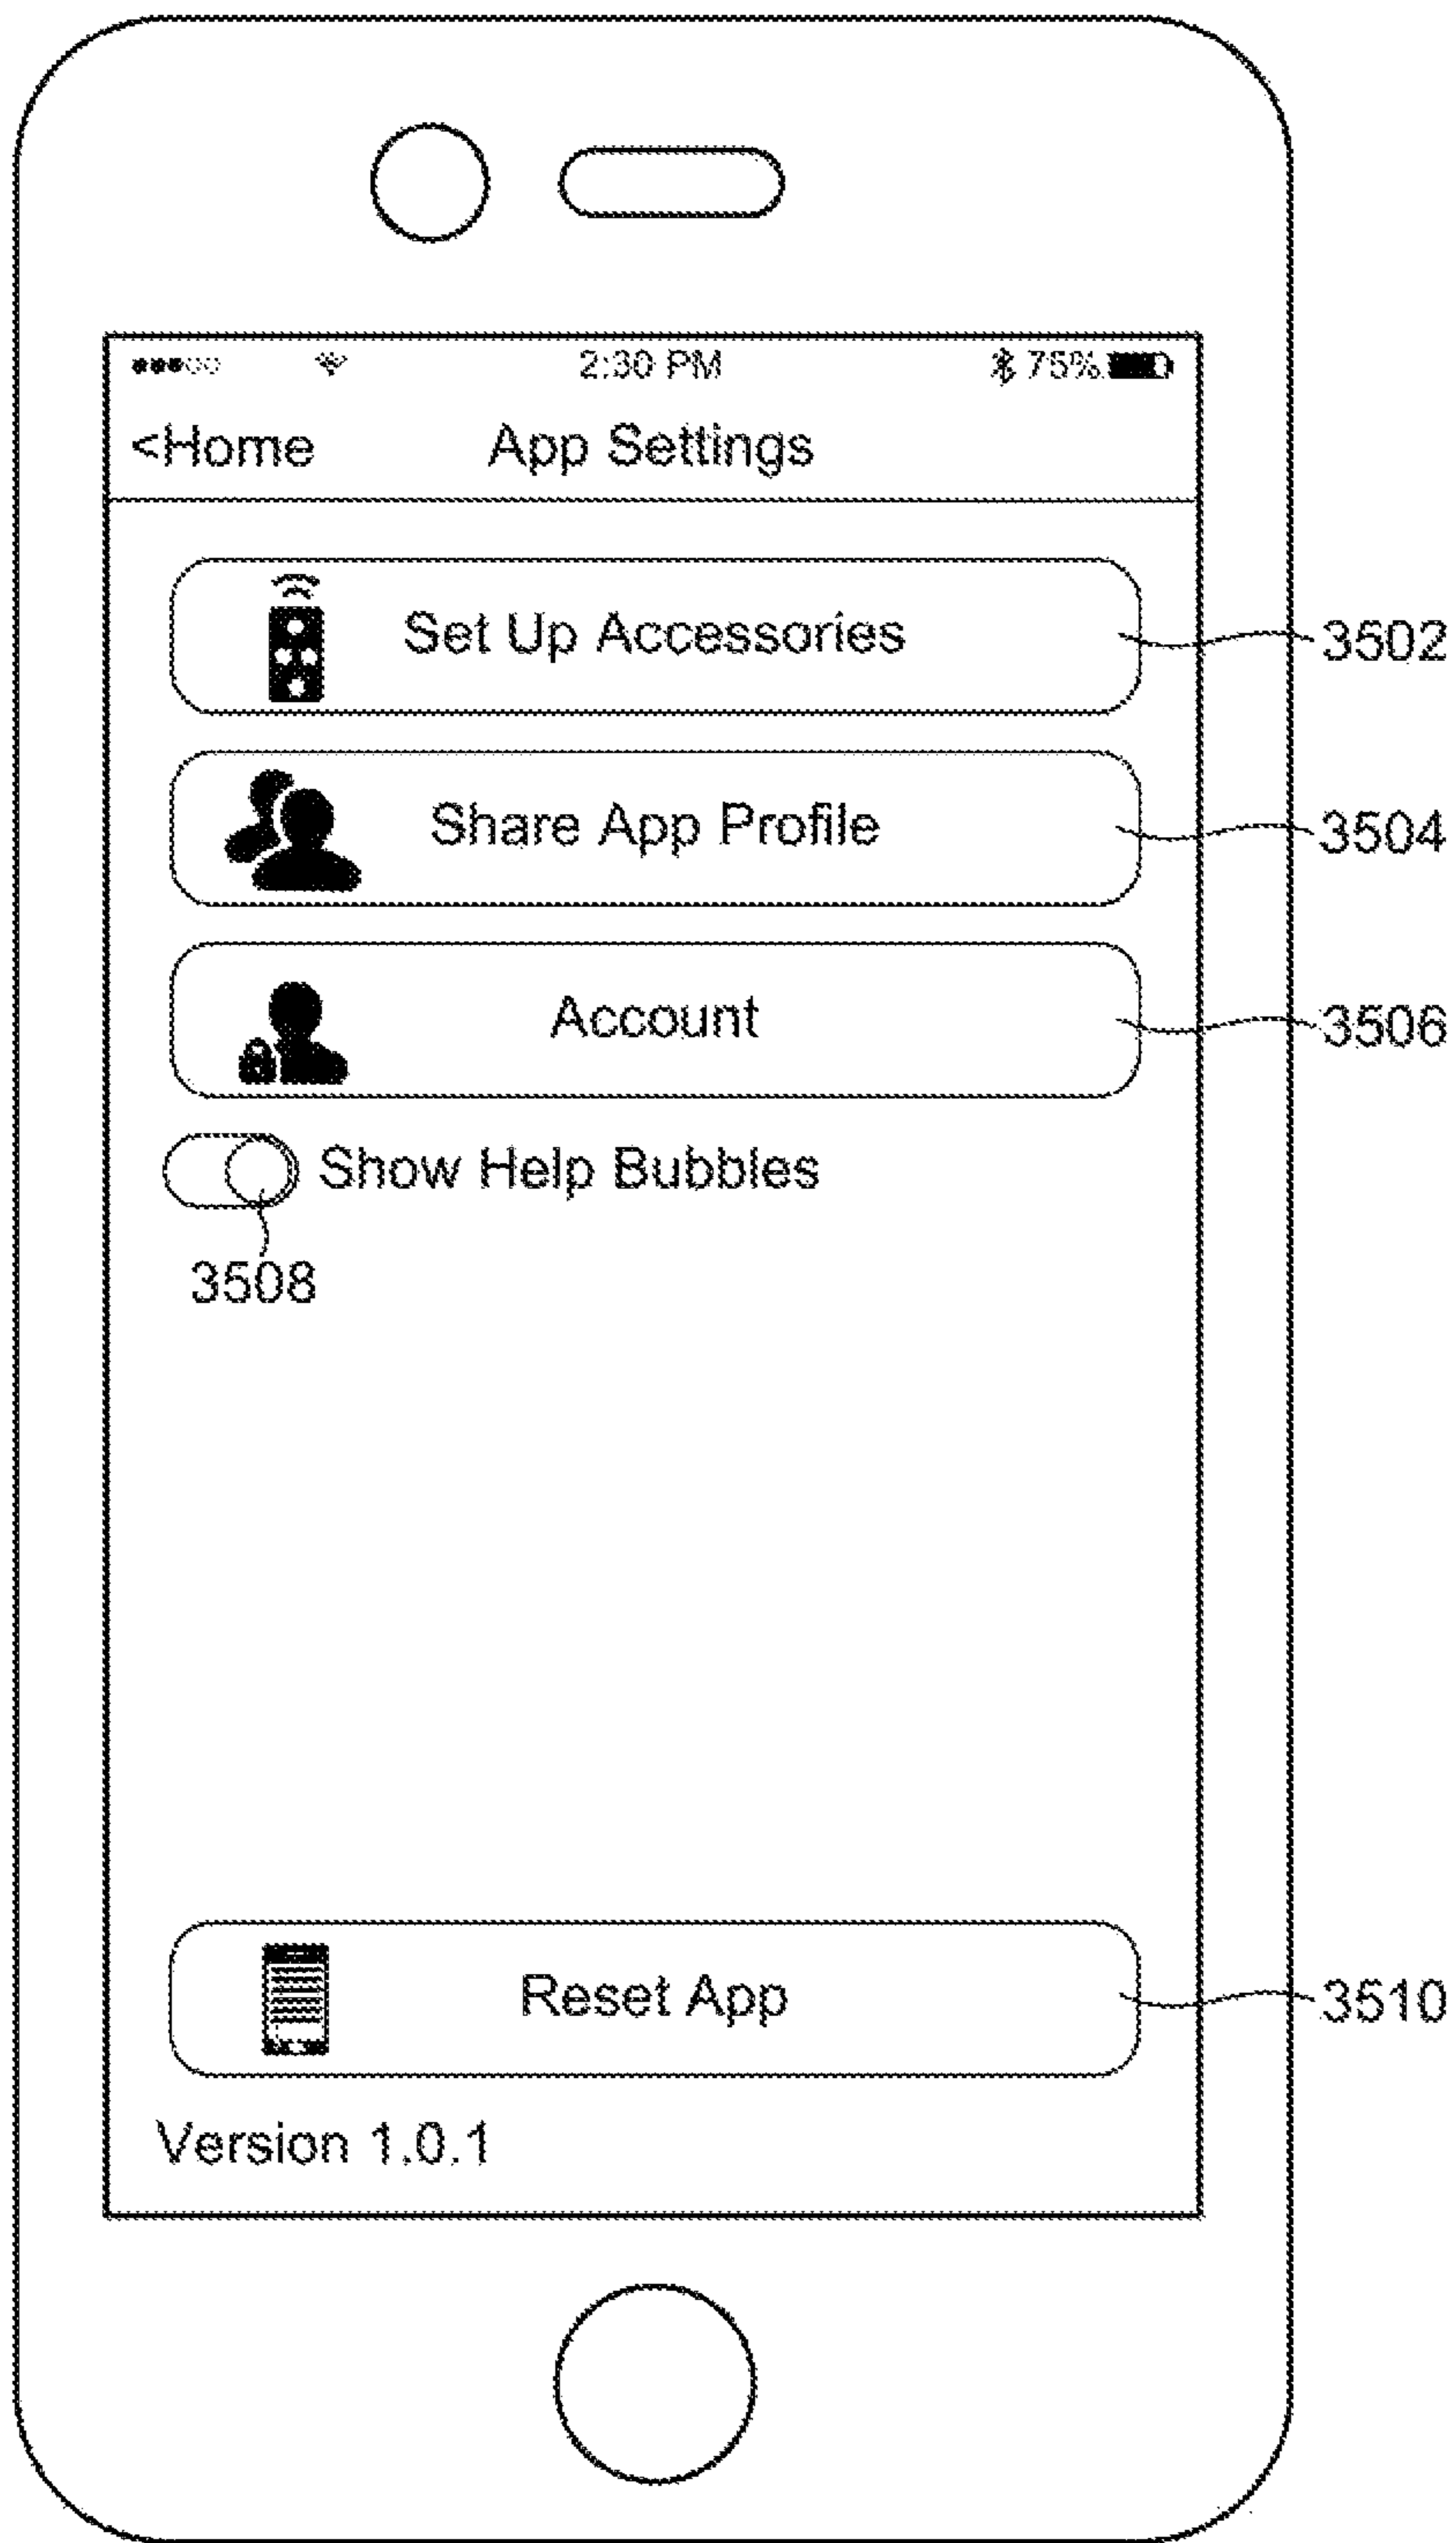 2:30 PM 75%
<Home App Settings
Set Up Accessories 3502
Share App Profile 3504
Account 3506
Show Help Bubbles
3508
Reset App 3510
Version 1.0.1